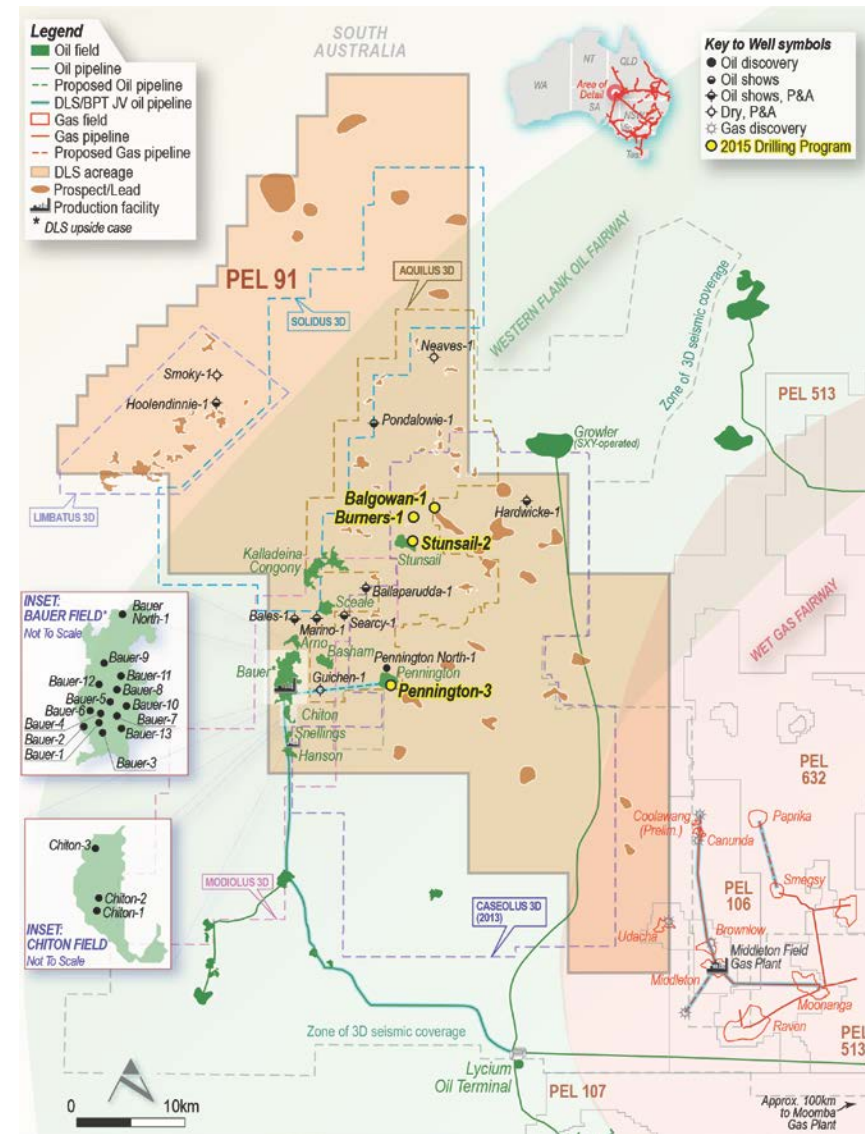 Legend
Oil field
Oil pipeline
Proposed Oil pipeline
DLS/BPT JV oil pipeline
Gas field
Gas pipeline
Proposed Gas pipeline
DLS acreage
Prospect/Lead
Production facility
* DLS upside case
SOUTH
AUSTRALIA
WA
NT
QLD
SA
NSW
Tas
Area of
Detail
Key to Well symbols
Oil discovery
Oil shows
Oil shows, P&A
Dry, P&A
Gas discovery
2015 Drilling Program
PEL 91
SOLIDUS 3D
AQUILUS 3D
WESTERN FLANK OIL FAIRWAY
Zone of 3D seismic coverage
PEL 513
Neaves-1
Smoky-1
Hoolendinnie-1
Pondalowie-1
Growler
(SXY-operated)
LIMBATUS 3D
Balgowan-1
Burners-1
Hardwicke-1
Stunsail-2
Stunsail
Kalladeina
Congony
Ballaparudda-1
Sceale
Bales-1
Marino-1
Searcy-1
Arno
Basham
Pennington North-1
Bauer*
Guichen-1
Pennington
Pennington-3
Chiton
Snellings
Hanson
WET GAS FAIRWAY
INSET:
BAUER FIELD*
Not To Scale
Bauer
North-1
Bauer-9
Bauer-11
Bauer-12
Bauer-8
Bauer-5
Bauer-10
Bauer-6
Bauer-7
Bauer-4
Bauer-13
Bauer-2
Bauer-1
Bauer-3
Chiton-3
Chiton-2
Chiton-1
INSET:
CHITON FIELD
Not To Scale
MODIOLUS 3D
CASEOLUS 3D
(2013)
PEL
632
Coolawang
(Prelim.)
Canunda
Paprika
Smegsy
PEL
106
Udacha
Brownlow
Middleton Field
Gas Plant
Middleton
Moonanga
Raven
PEL
513
Zone of 3D seismic coverage
Lycium
Oil Terminal
PEL 107
Approx. 100km
to Moomba
Gas Plant
0
10km